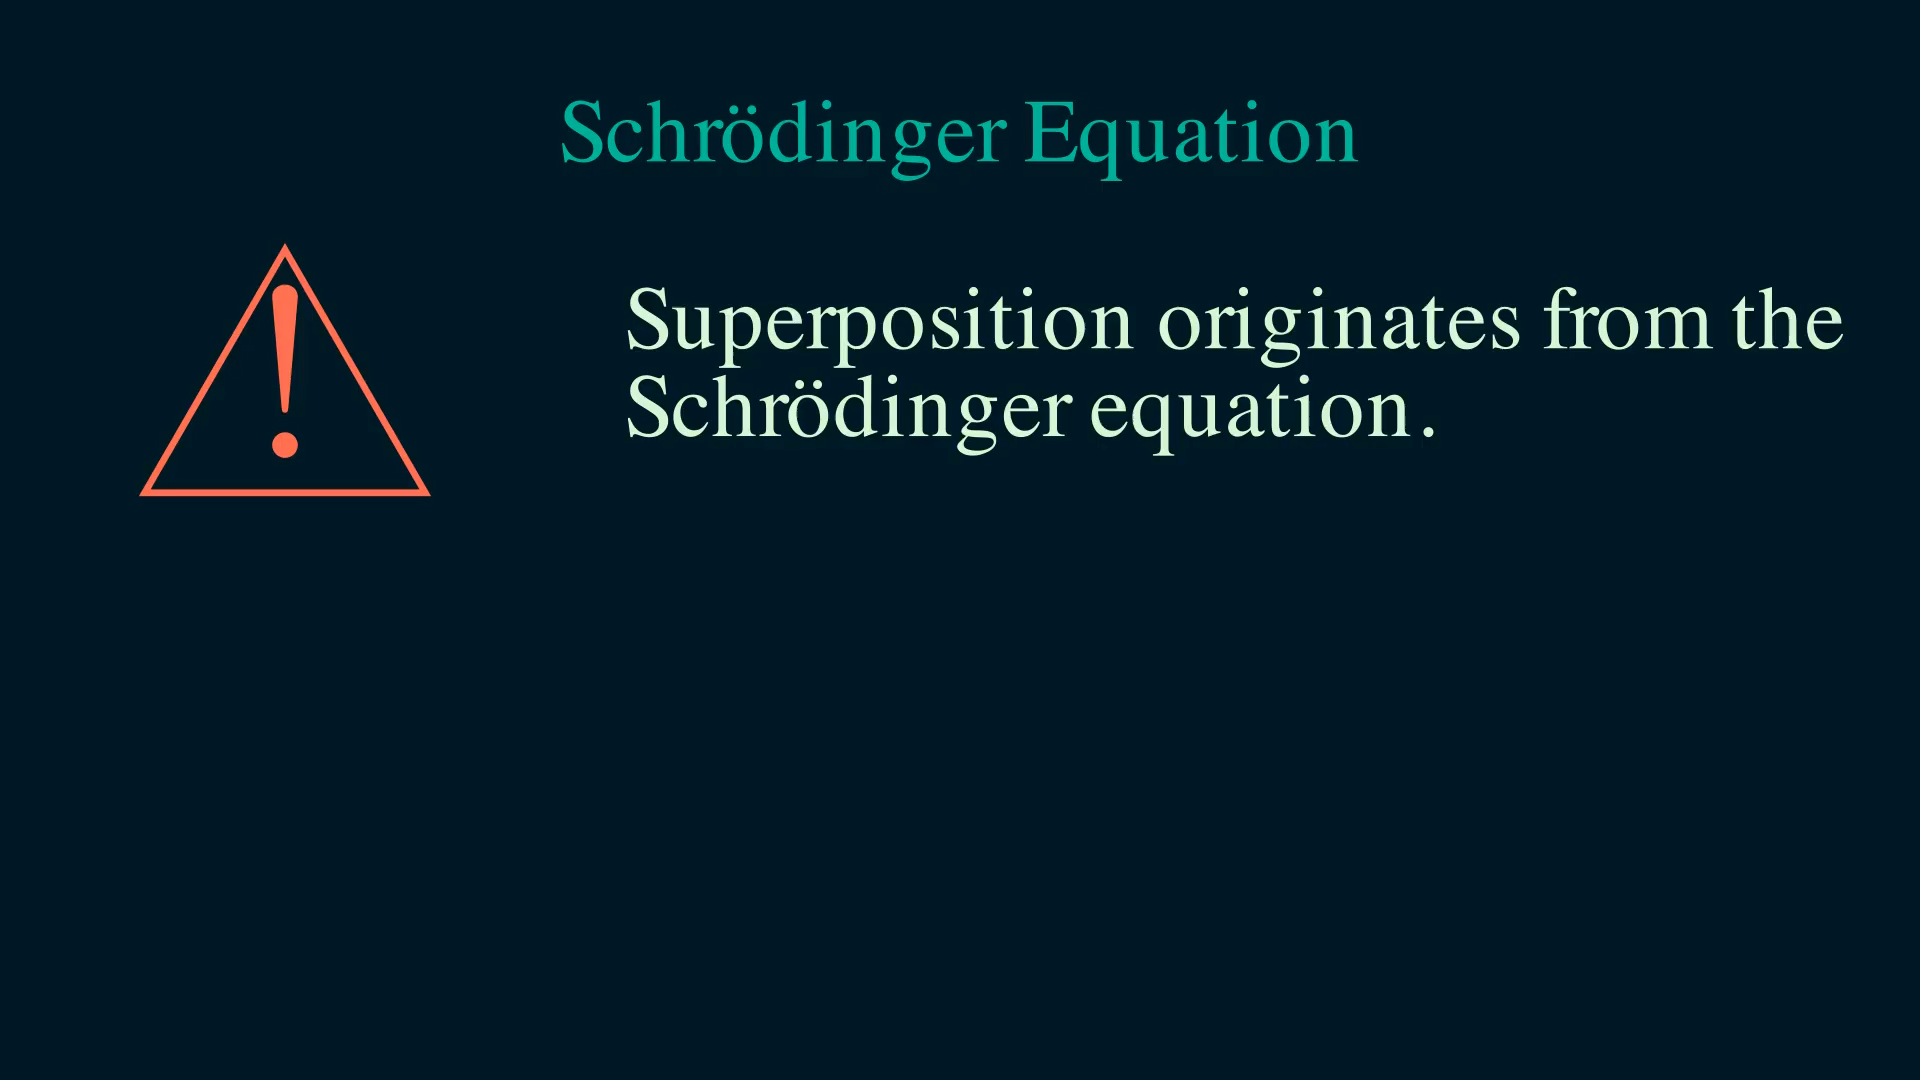 Schrödinger Equation
Superposition originates from the
Schrödinger equation.